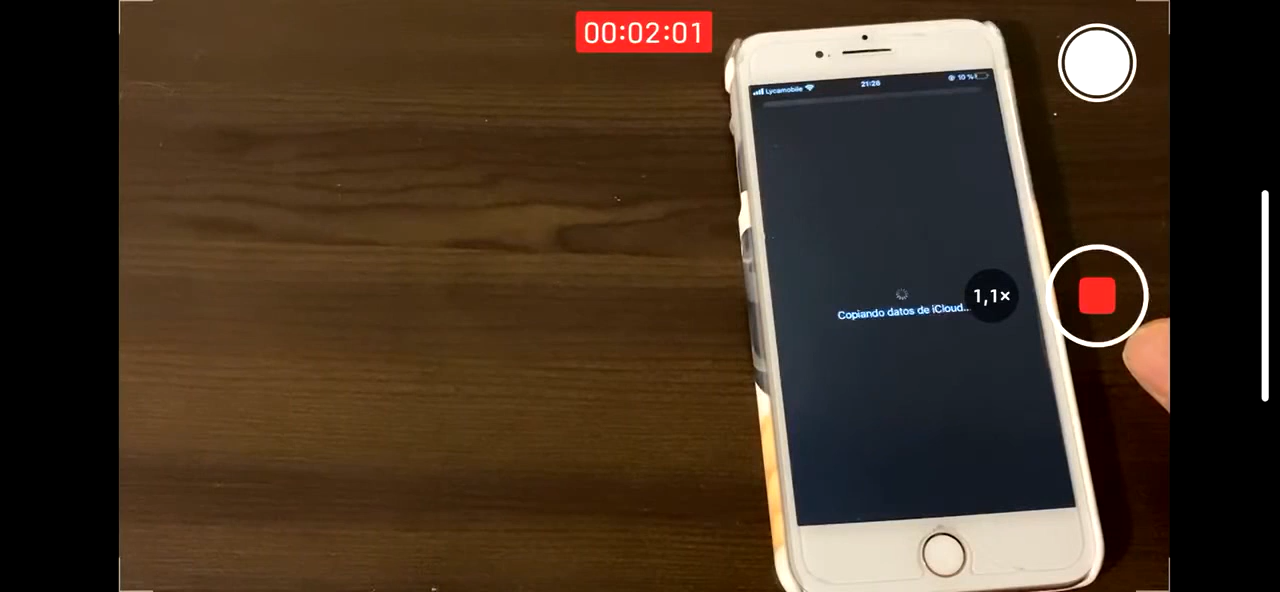 00:02:01
Lycamobile
21:28
10 %
Copiando datos de iCloud...
1,1×